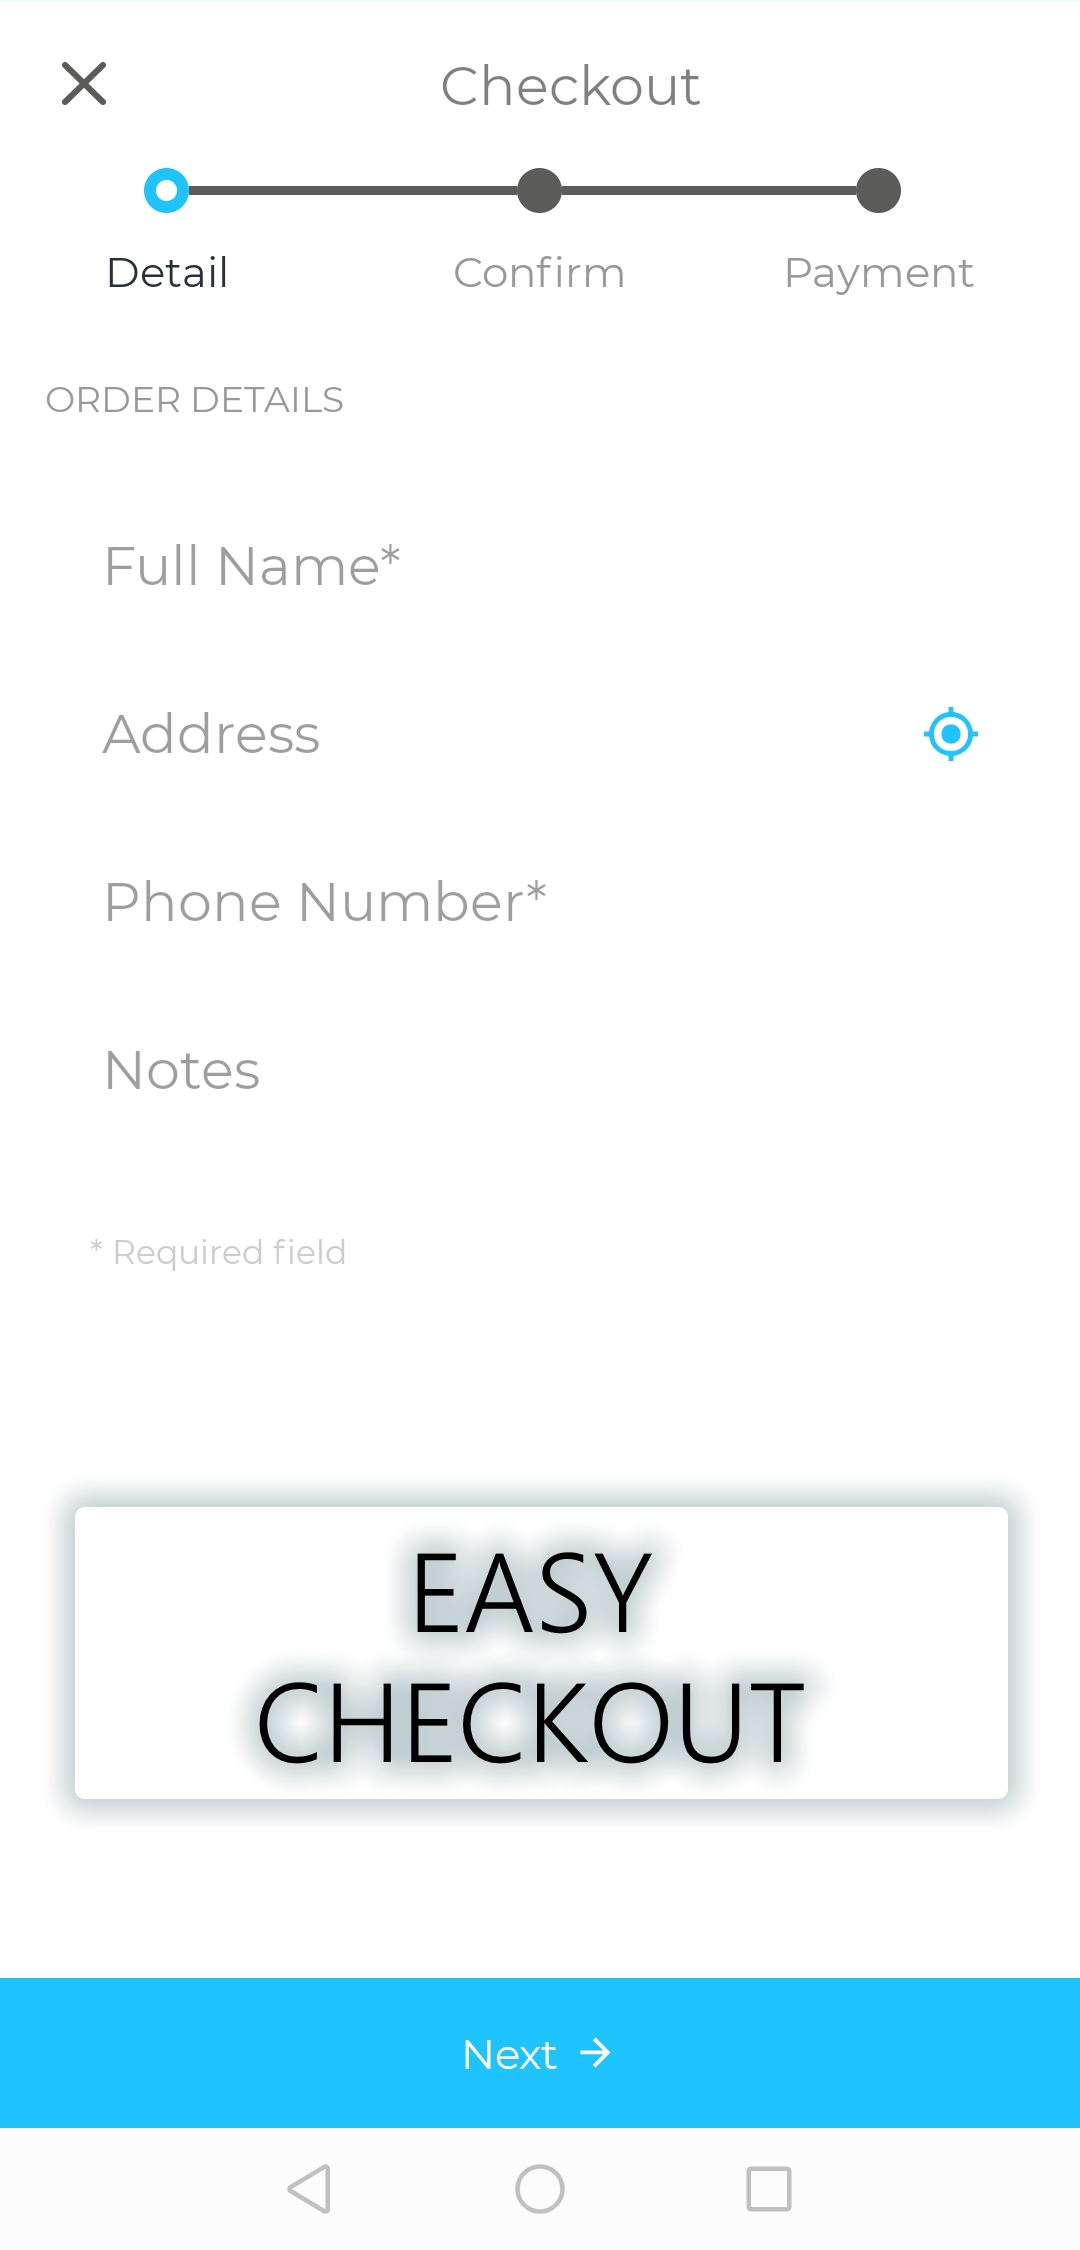 Checkout
Detail Confirm Payment
ORDER DETAILS
Full Name*
Address
Phone Number*
Notes
* Required field
EASY
CHECKOUT
Next